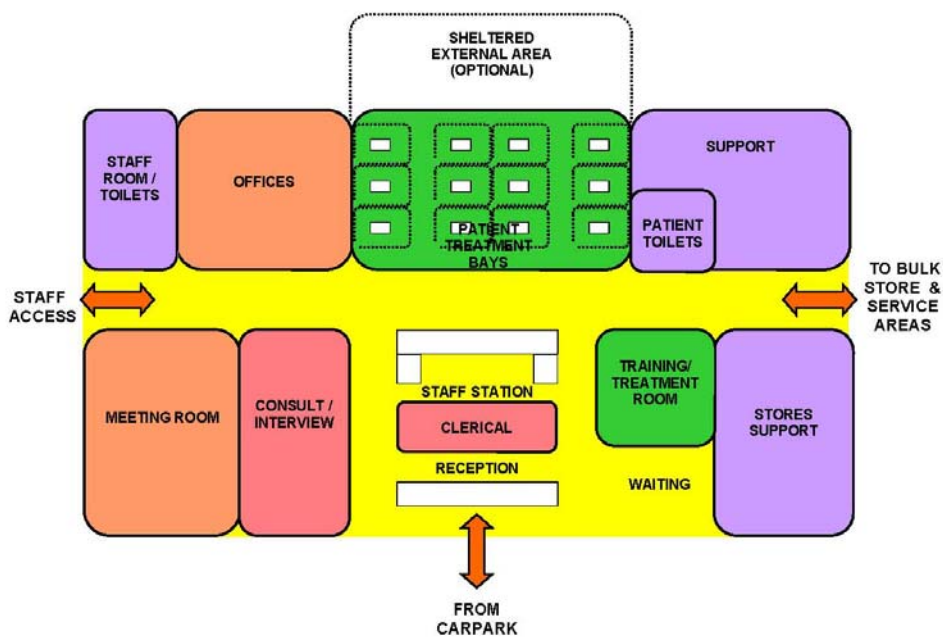 SHELTERED
EXTERNAL AREA
(OPTIONAL)
STAFF
ROOM /
TOILETS
OFFICES
PATIENT
TREATMENT
BAYS
SUPPORT
PATIENT
TOILETS
STAFF
ACCESS
TO BULK
STORE &
SERVICE
AREAS
MEETING ROOM
CONSULT /
INTERVIEW
STAFF STATION
CLERICAL
RECEPTION
TRAINING/
TREATMENT
ROOM
WAITING
STORES
SUPPORT
FROM
CARPARK